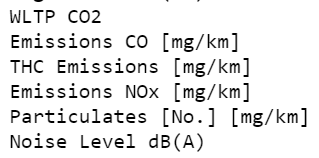 WLTP CO2
Emissions CO [mg/km]
THC Emissions [mg/km]
Emissions NOx [mg/km]
Particulates [No.] [mg/km]
Noise Level dB(A)